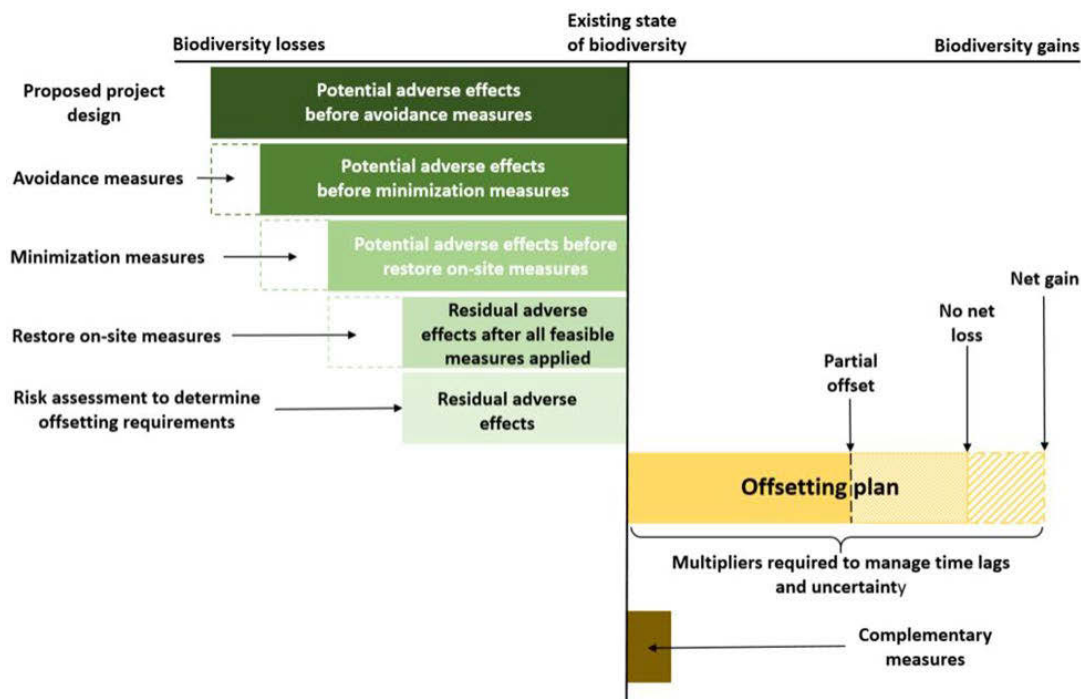 Existing state
of biodiversity
Biodiversity losses
Biodiversity gains
Proposed project
design
Potential adverse effects
before avoidance measures
Avoidance measures
Potential adverse effects
before minimization measures
Minimization measures
Potential adverse effects before
restore on-site measures
Net gain
Restore on-site measures
Residual adverse
effects after all feasible
measures applied
No net
loss
Partial
offset
Risk assessment to determine
offsetting requirements
Residual adverse
effects
Offsetting plan
Multipliers required to manage time lags
and uncertainty
Complementary
measures